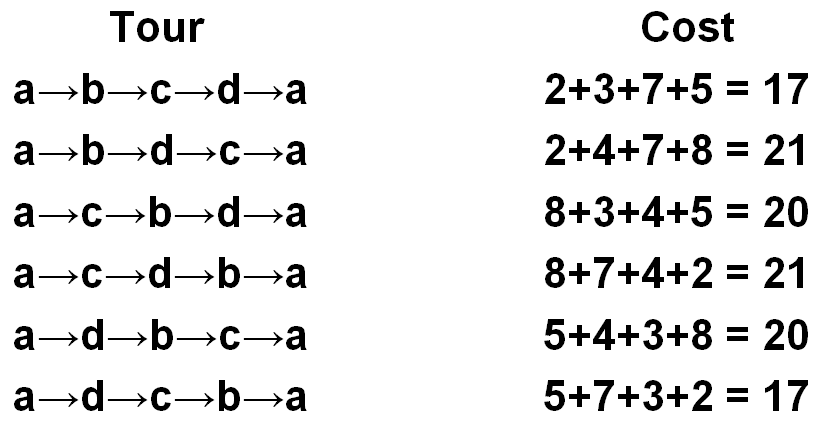 Tour Cost
a→b→c→d→a 2+3+7+5 = 17
a→b→d→c→a 2+4+7+8 = 21
a→c→b→d→a 8+3+4+5 = 20
a→c→d→b→a 8+7+4+2 = 21
a→d→b→c→a 5+4+3+8 = 20
a→d→c→b→a 5+7+3+2 = 17